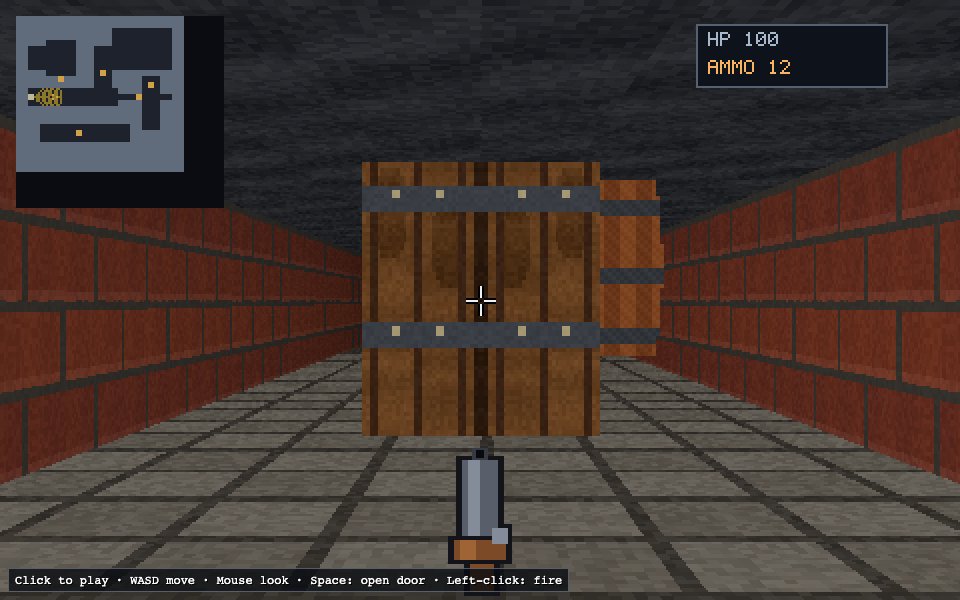 HP 100
AMMO 12
Click to play · WASD move · Mouse look · Space: open door · Left-click: fire